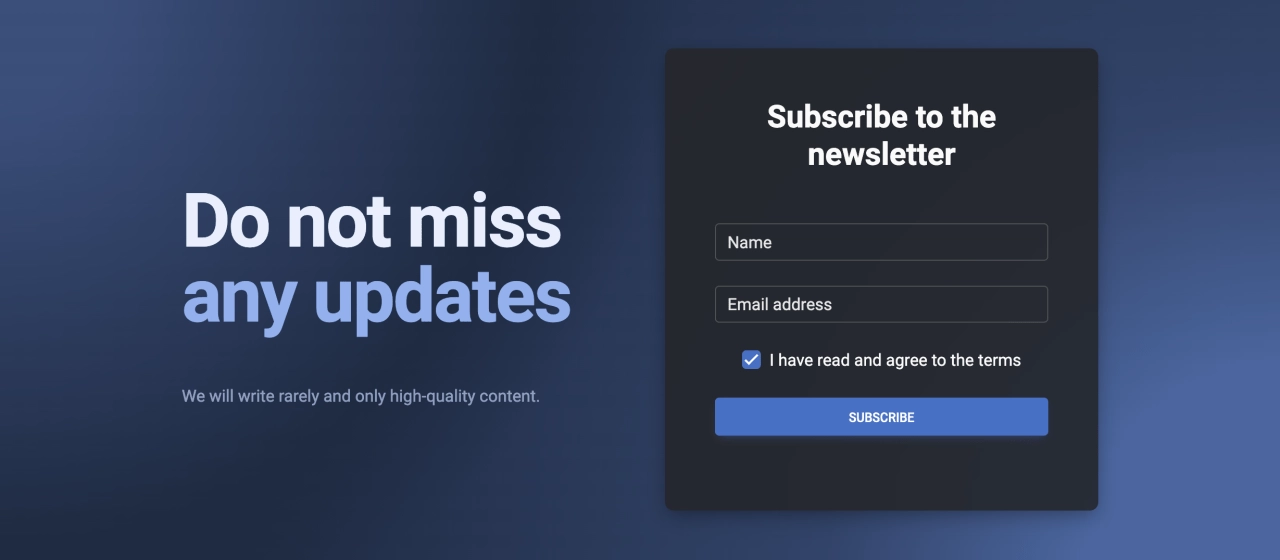 Do not miss
any updates
We will write rarely and only high-quality content.
Subscribe to the
newsletter
Name
Email address
I have read and agree to the terms
SUBSCRIBE